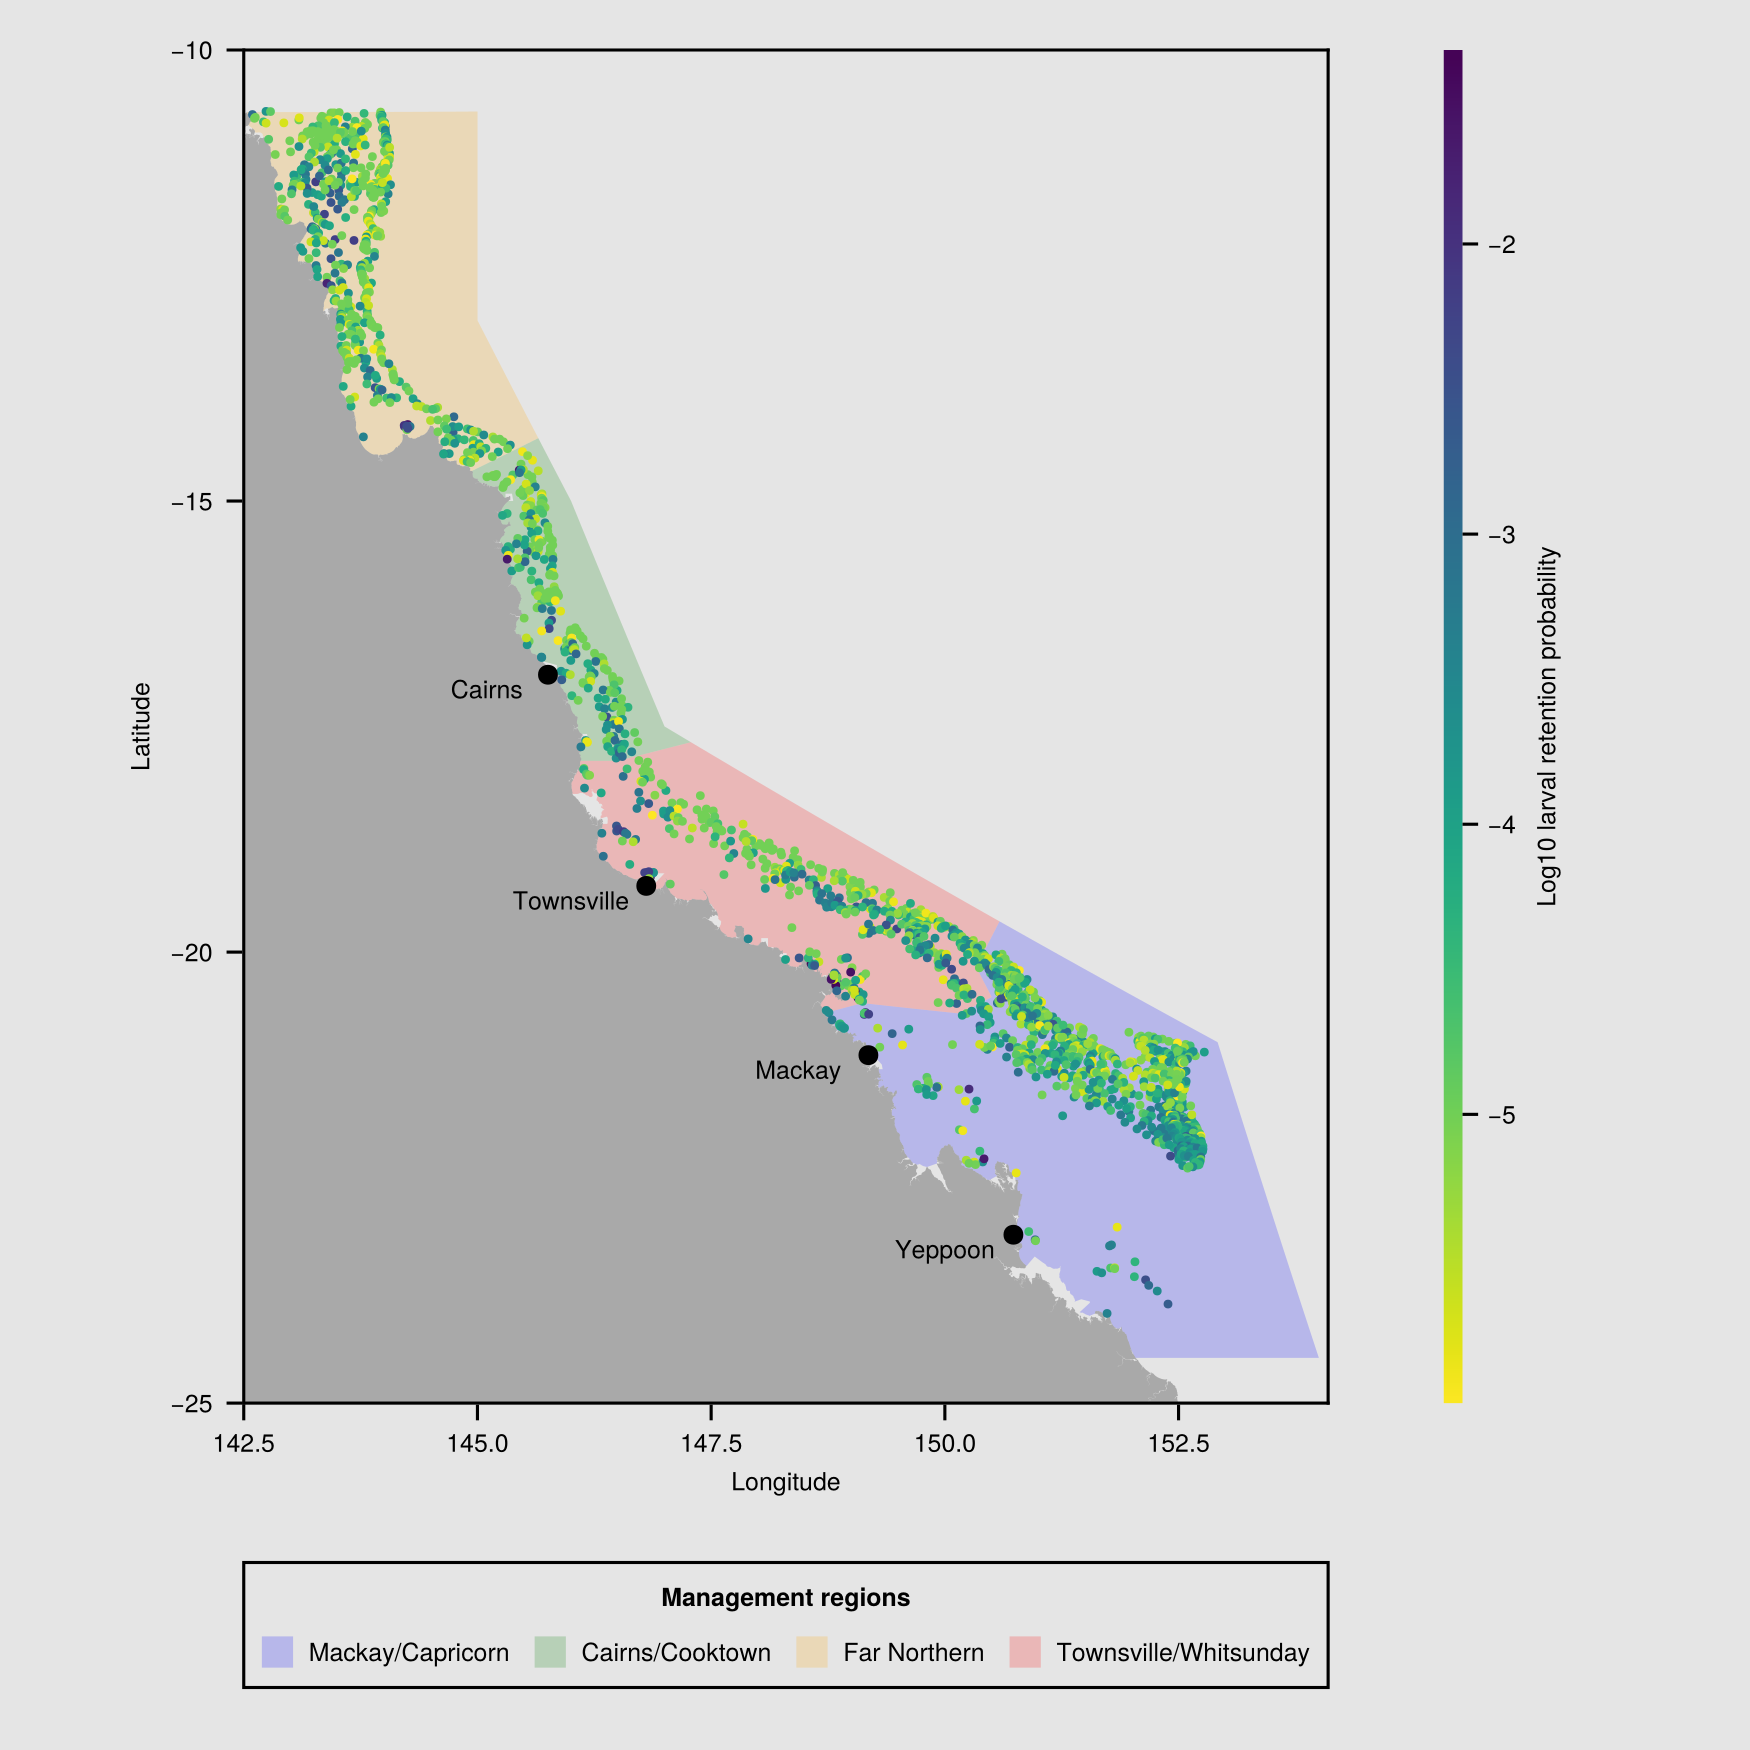 −10
−15
−20
−25
Latitude
Cairns
Townsville
Mackay
Yeppoon
142.5
145.0
147.5
150.0
152.5
Longitude
−2
−3
−4
−5
Log10 larval retention probability
Management regions
Mackay/Capricorn
Cairns/Cooktown
Far Northern
Townsville/Whitsunday